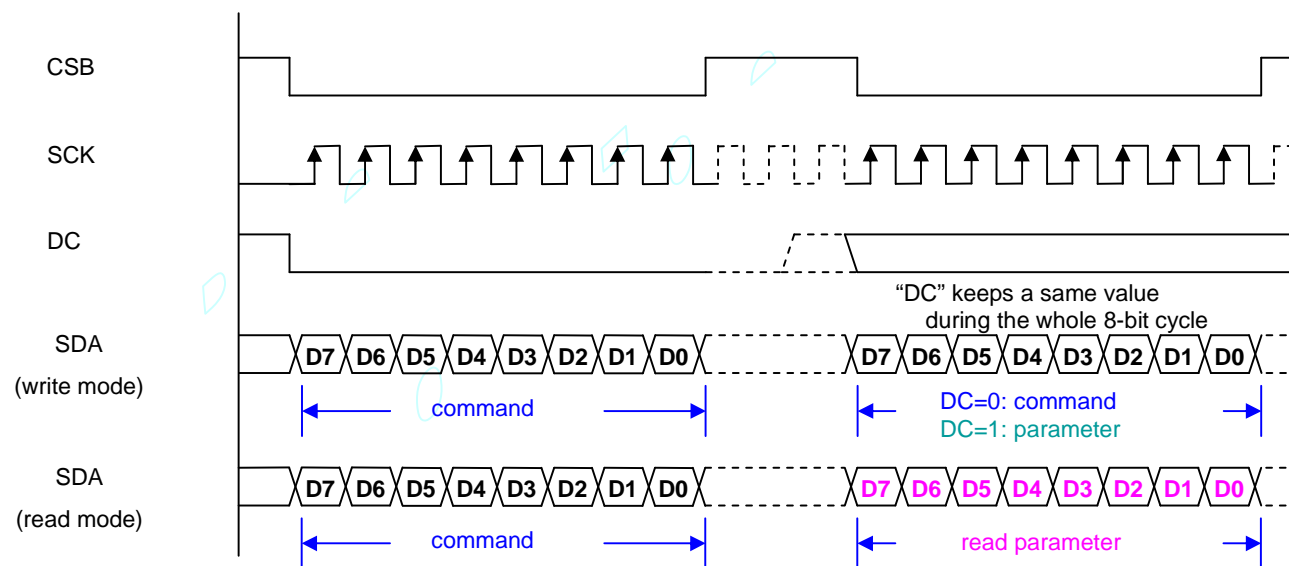 CSB
SCK
DC
“DC” keeps a same value
during the whole 8-bit cycle
SDA
(write mode)
D7 D6 D5 D4 D3 D2 D1 D0 D7 D6 D5 D4 D3 D2 D1 D0
command
DC=0: command
DC=1: parameter
SDA
(read mode)
D7 D6 D5 D4 D3 D2 D1 D0 D7 D6 D5 D4 D3 D2 D1 D0
command read parameter